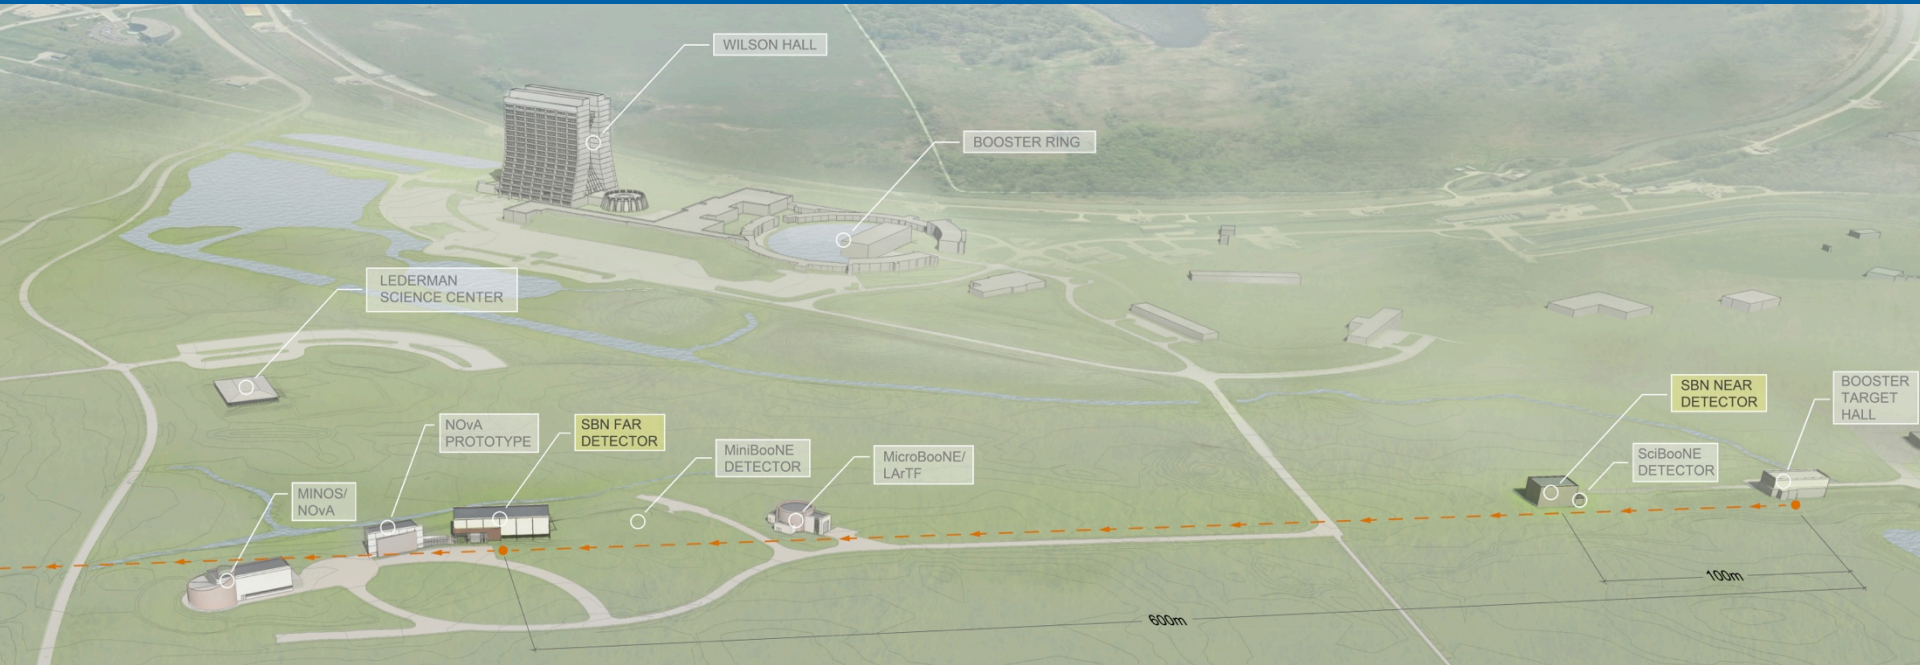 WILSON HALL
BOOSTER RING
LEDERMAN
SCIENCE CENTER
SBN NEAR
DETECTOR
BOOSTER
TARGET
HALL
NOvA
PROTOTYPE
SBN FAR
DETECTOR
MiniBooNE
DETECTOR
MicroBooNE/
LArTF
SciBooNE
DETECTOR
MINOS/
NOvA
100m
600m